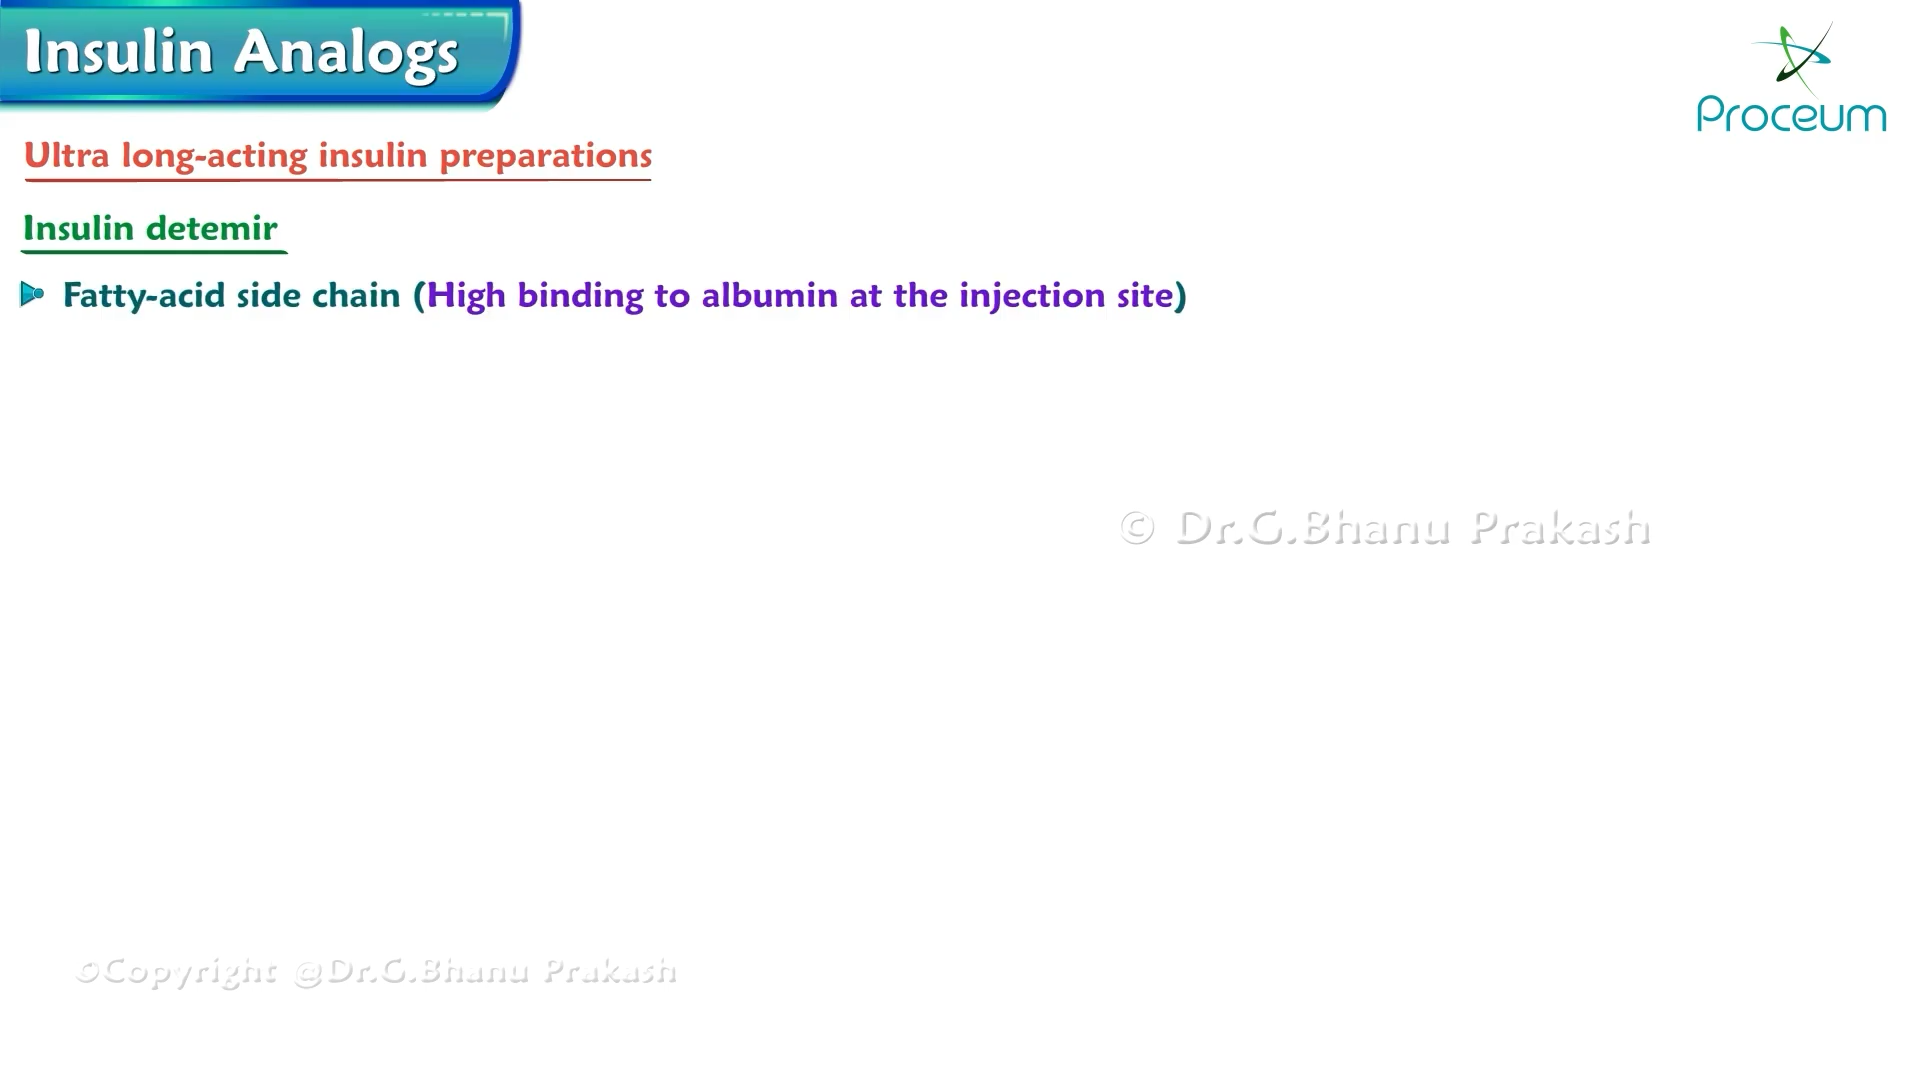 Insulin Analogs
Proceum
Ultra long-acting insulin preparations
Insulin detemir
Fatty-acid side chain (High binding to albumin at the injection site)
© Dr.G.Bhanu Prakash
©Copyright @Dr.G.Bhanu Prakash